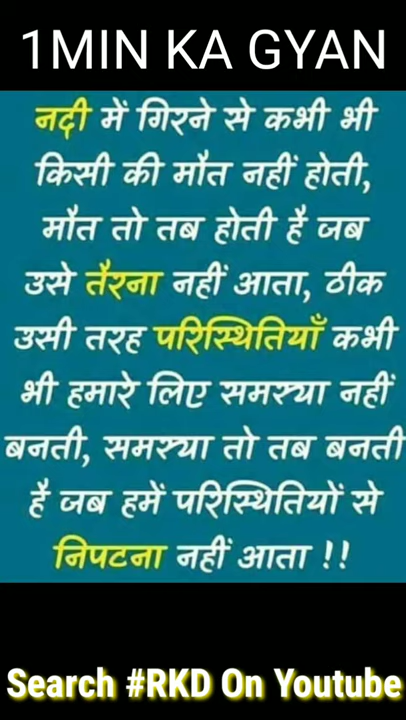 1MIN KA GYAN
नदी में गिरने से कभी भी
किसी की मौत नहीं होती,
मौत तो तब होती है जब
उसे तैरना नहीं आता, ठीक
उसी तरह परिस्थितियाँ कभी
भी हमारे लिए समस्या नहीं
बनती, समस्या तो तब बनती
है जब हमें परिस्थितियों से
निपटना नहीं आता !!
Search #RKD On Youtube